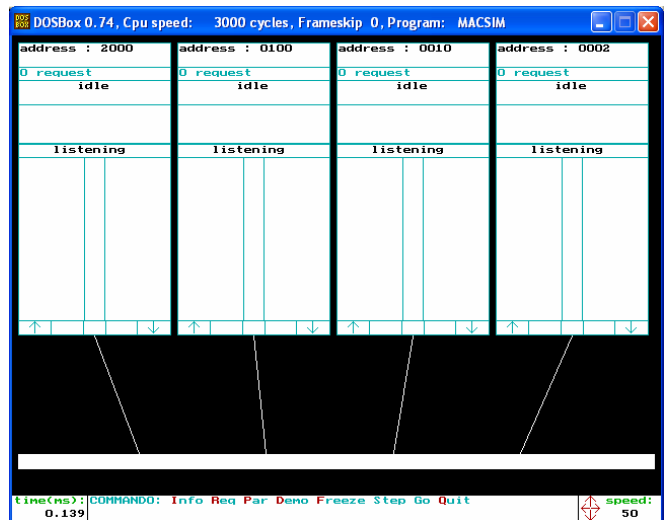 DOSBox 0.74, Cpu speed: 3000 cycles, Frameskip 0, Program: MACSIM
address : 2000
0 request
idle
listening
address : 0100
0 request
idle
listening
address : 0010
0 request
idle
listening
address : 0002
0 request
idle
listening
time(ms):
0.139
COMMANDO: Info Req Par Demo Freeze Step Go Quit
speed:
50